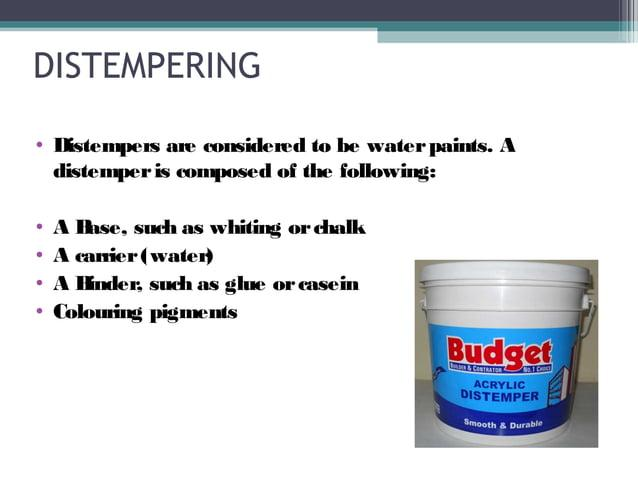 DISTEMPERING
• Distempers are considered to be water paints. A
distemper is composed of the following:
• A Base, such as whiting or chalk
• A carrier (water)
• A Binder, such as glue or casein
• Colouring pigments
Budget
BUILDER & CONTRATOR No.1 CHOICE
ACRYLIC
DISTEMPER
Smooth & Durable